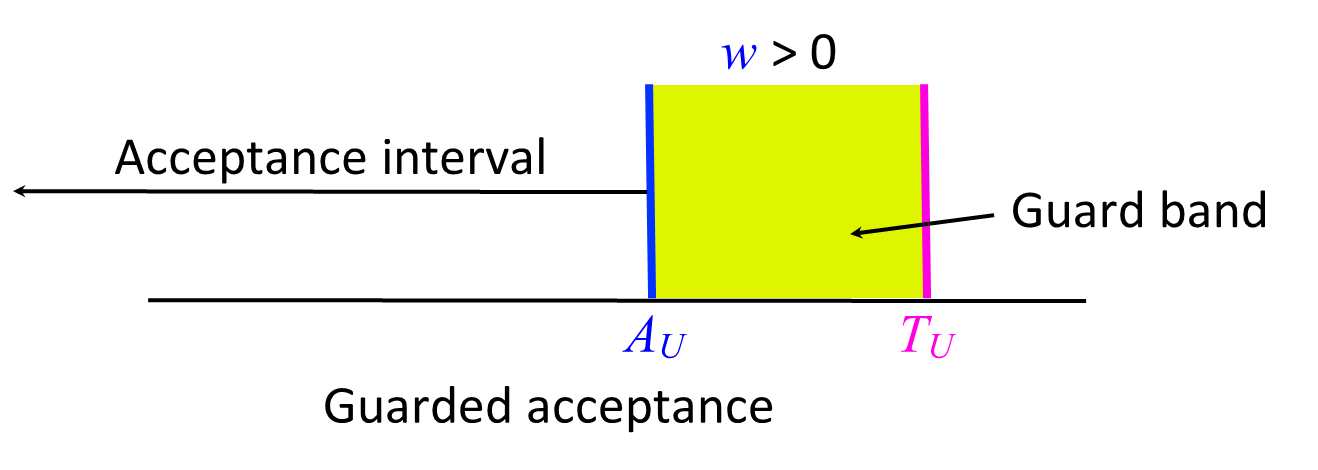 w > 0
Acceptance interval
Guard band
A_U
T_U
Guarded acceptance